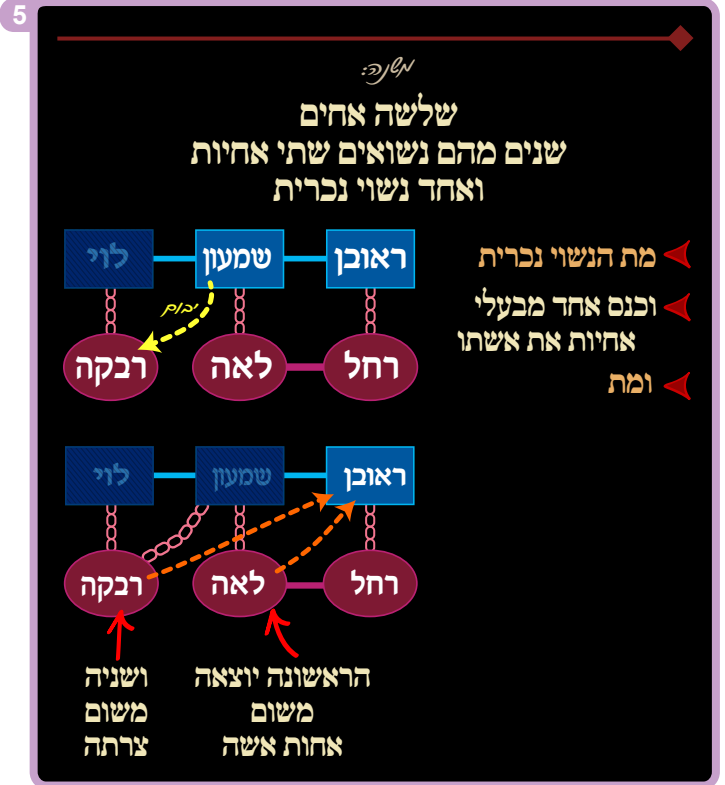 5
משנה:
שלשה אחים
שנים מהם נשואים שתי אחיות
ואחד נשוי נכרית
מת הנשוי נכרית
וכנס אחד מבעלי
אחיות את אשתו
ומת
ראובן שמעון לוי
יבום
רחל לאה רבקה
ראובן שמעון לוי
רחל לאה רבקה
הראשונה יוצאה
משום
אחות אשה
ושניה
משום
צרתה